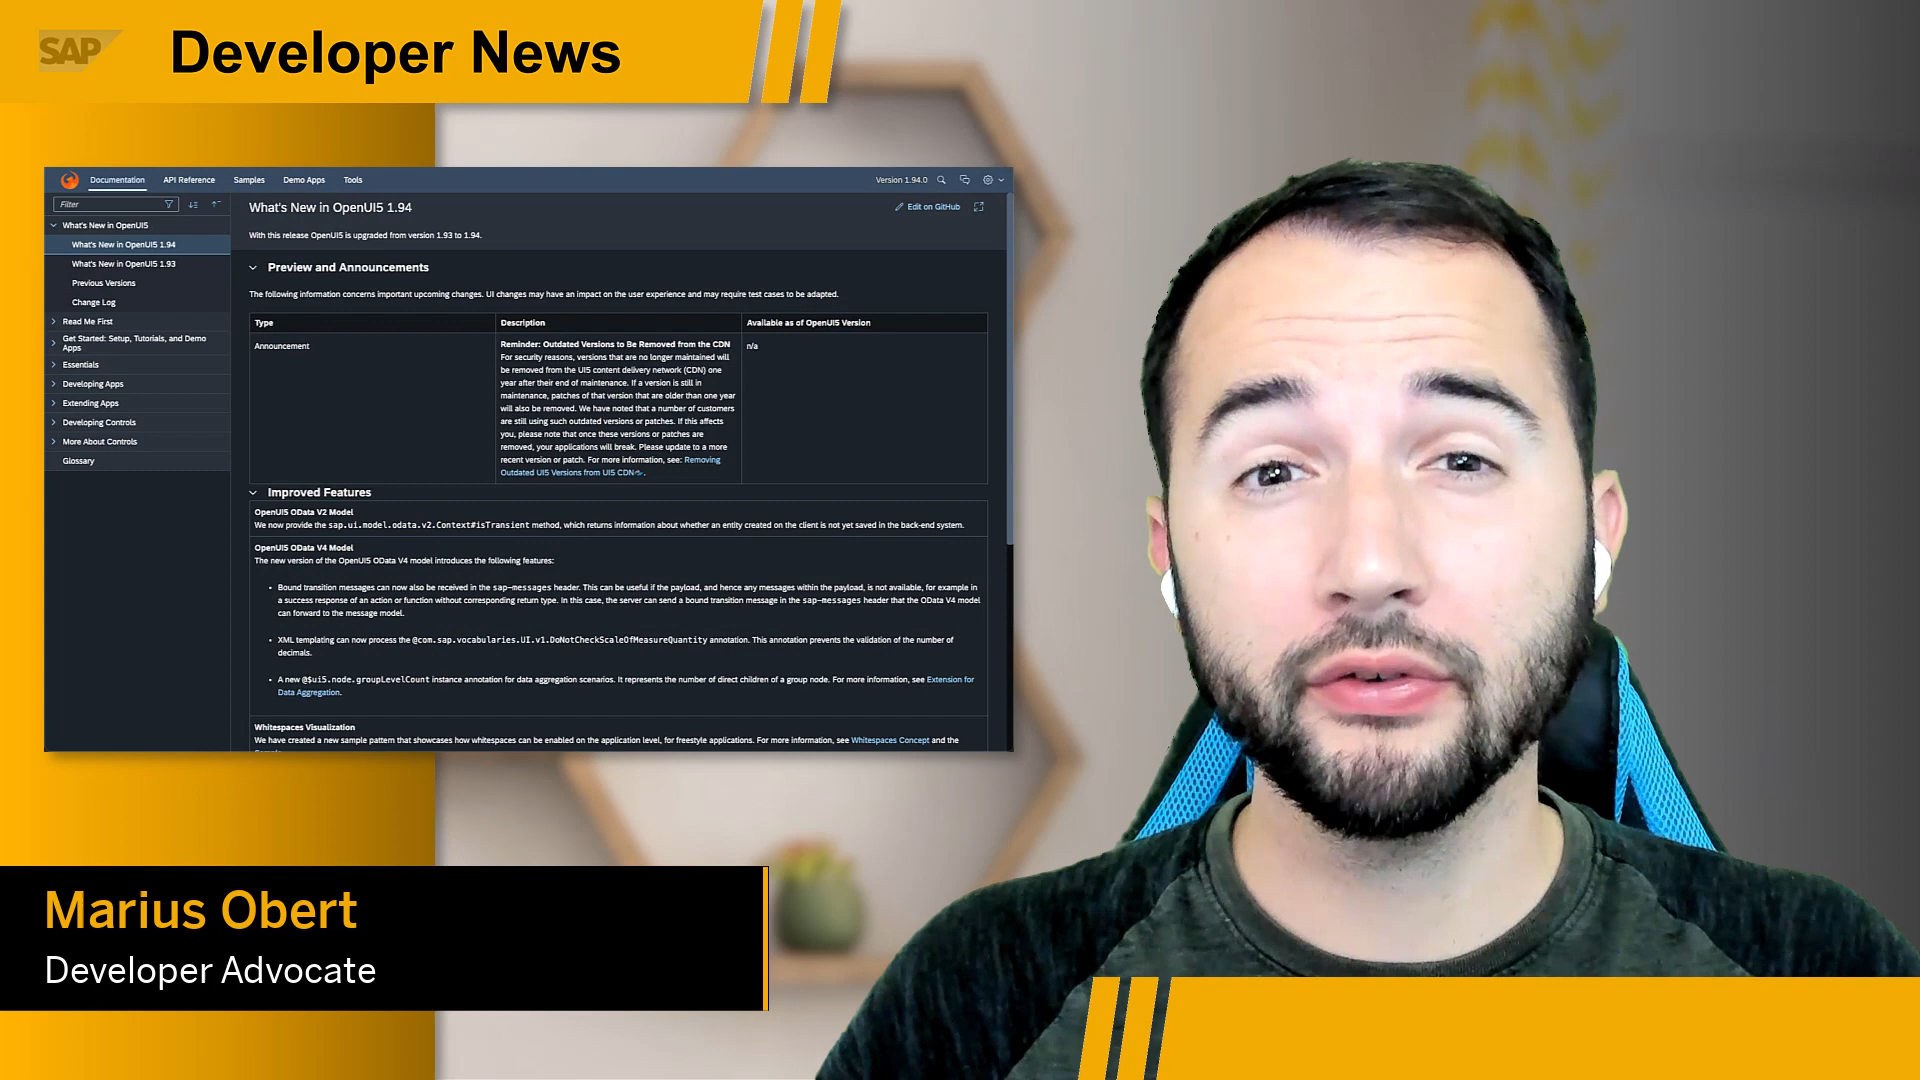 SAP
Developer News
Documentation
API Reference
Samples
Demo Apps
Tools
Version 1.94.0
Filter
What's New in OpenUI5
What's New in OpenUI5 1.94
What's New in OpenUI5 1.93
Previous Versions
Change Log
Read Me First
Get Started: Setup, Tutorials, and Demo
Apps
Essentials
Developing Apps
Extending Apps
Developing Controls
More About Controls
Glossary
What's New in OpenUI5 1.94
Edit on GitHub
With this release OpenUI5 is upgraded from version 1.93 to 1.94.
Preview and Announcements
The following information concerns important upcoming changes. UI changes may have an impact on the user experience and may require test cases to be adapted.
Type
Description
Available as of OpenUI5 Version
Announcement
Reminder: Outdated Versions to Be Removed from the CDN
For security reasons, versions that are no longer maintained will
be removed from the UI5 content delivery network (CDN) one
year after their end of maintenance. If a version is still in
maintenance, patches of that version that are older than one year
will also be removed. We have noted that a number of customers
are still using such outdated versions or patches. If this affects
you, please note that once these versions or patches are
removed, your applications will break. Please update to a more
recent version or patch. For more information, see: Removing
Outdated UI5 Versions from UI5 CDN.
n/a
Improved Features
OpenUI5 OData V2 Model
We now provide the sap.ui.model.odata.v2.Context#isTransient method, which returns information about whether an entity created on the client is not yet saved in the back-end system.
OpenUI5 OData V4 Model
The new version of the OpenUI5 OData V4 model introduces the following features:
• Bound transition messages can now also be received in the sap-messages header. This can be useful if the payload, and hence any messages within the payload, is not available, for example in
a success response of an action or function without corresponding return type. In this case, the server can send a bound transition message in the sap-messages header that the OData V4 model
can forward to the message model.
• XML templating can now process the @com.sap.vocabularies.UI.v1.DoNotCheckScaleOfMeasureQuantity annotation. This annotation prevents the validation of the number of
decimals.
• A new @$ui5.node.groupLevelCount instance annotation for data aggregation scenarios. It represents the number of direct children of a group node. For more information, see Extension for
Data Aggregation.
Whitespaces Visualization
We have created a new sample pattern that showcases how whitespaces can be enabled on the application level, for freestyle applications. For more information, see Whitespaces Concept and the
Marius Obert
Developer Advocate